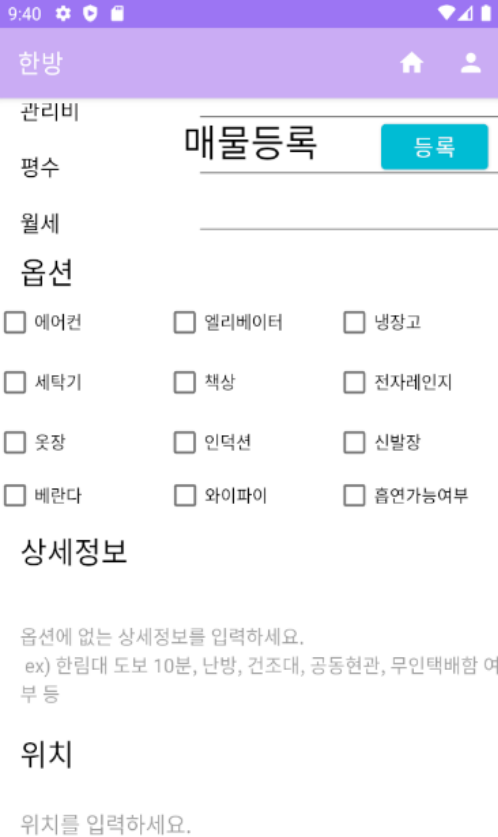 9:40
한방
관리비
매물등록 등록
평수
월세
옵션
에어컨 엘리베이터 냉장고
세탁기 책상 전자레인지
옷장 인덕션 신발장
베란다 와이파이 흡연가능여부
상세정보
옵션에 없는 상세정보를 입력하세요.
ex) 한림대 도보 10분, 난방, 건조대, 공동현관, 무인택배함 여
부 등
위치
위치를 입력하세요.